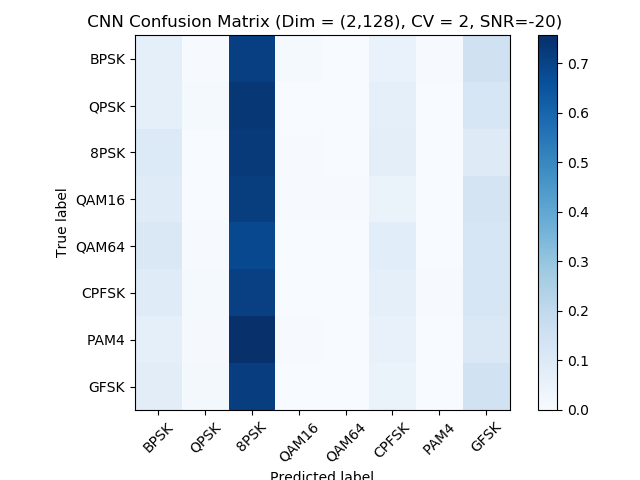 CNN Confusion Matrix (Dim = (2,128), CV = 2, SNR=-20)
True label
BPSK
QPSK
8PSK
QAM16
QAM64
CPFSK
PAM4
GFSK
BPSK QPSK 8PSK QAM16 QAM64 CPFSK PAM4 GFSK
Predicted label
0.7
0.6
0.5
0.4
0.3
0.2
0.1
0.0